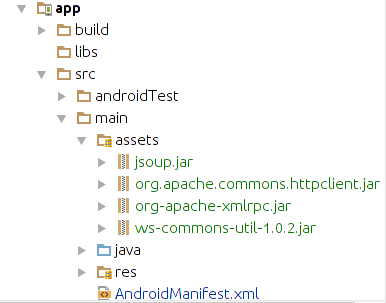 app
build
libs
src
androidTest
main
assets
jsoup.jar
org.apache.commons.httpclient.jar
org-apache-xmlrpc.jar
ws-commons-util-1.0.2.jar
java
res
AndroidManifest.xml